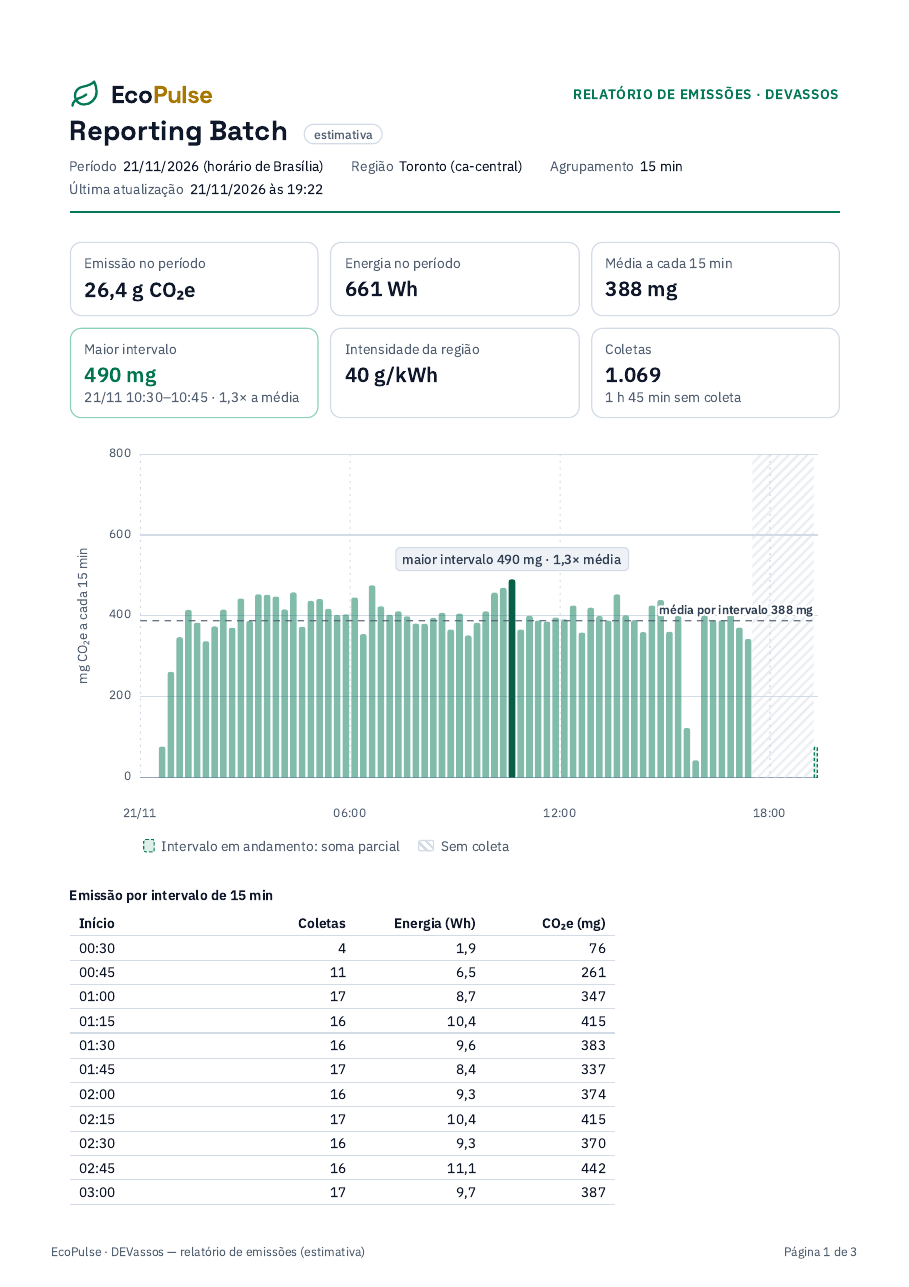 EcoPulse
RELATÓRIO DE EMISSÕES · DEVASSOS
Reporting Batch estimativa
Período 21/11/2026 (horário de Brasília) Região Toronto (ca-central) Agrupamento 15 min
Última atualização 21/11/2026 às 19:22
Emissão no período
26,4 g CO₂e
Energia no período
661 Wh
Média a cada 15 min
388 mg
Maior intervalo
490 mg
21/11 10:30–10:45 · 1,3× a média
Intensidade da região
40 g/kWh
Coletas
1.069
1 h 45 min sem coleta
mg CO₂e a cada 15 min
800
600
400
200
0
maior intervalo 490 mg · 1,3× média
média por intervalo 388 mg
21/11 06:00 12:00 18:00
Intervalo em andamento: soma parcial Sem coleta
Emissão por intervalo de 15 min
Início Coletas Energia (Wh) CO₂e (mg)
00:30 4 1,9 76
00:45 11 6,5 261
01:00 17 8,7 347
01:15 16 10,4 415
01:30 16 9,6 383
01:45 17 8,4 337
02:00 16 9,3 374
02:15 17 10,4 415
02:30 16 9,3 370
02:45 16 11,1 442
03:00 17 9,7 387
EcoPulse · DEVassos — relatório de emissões (estimativa) Página 1 de 3